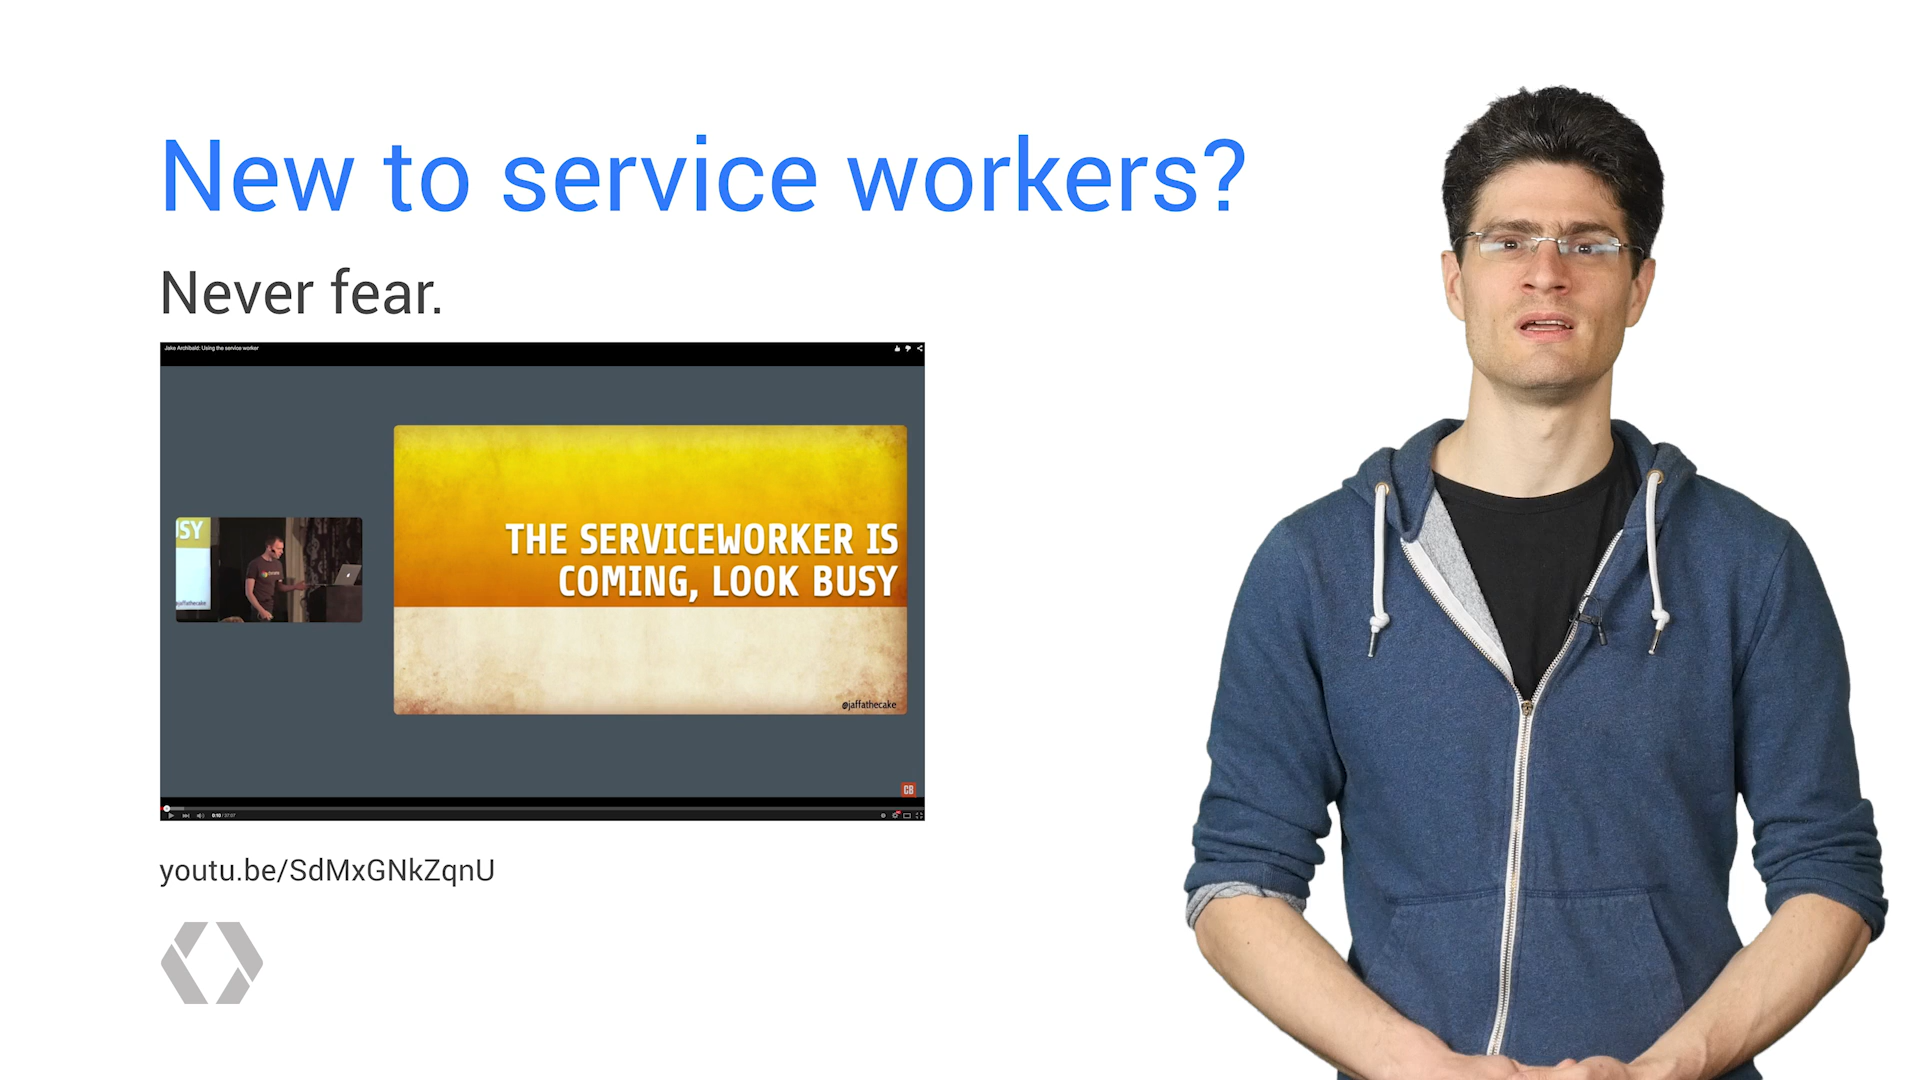 New to service workers?
Never fear.
Jake Archibald: Using the service worker
THE SERVICEWORKER IS
COMING, LOOK BUSY
@jaffathecake
CB
youtu.be/SdMxGNkZqnU